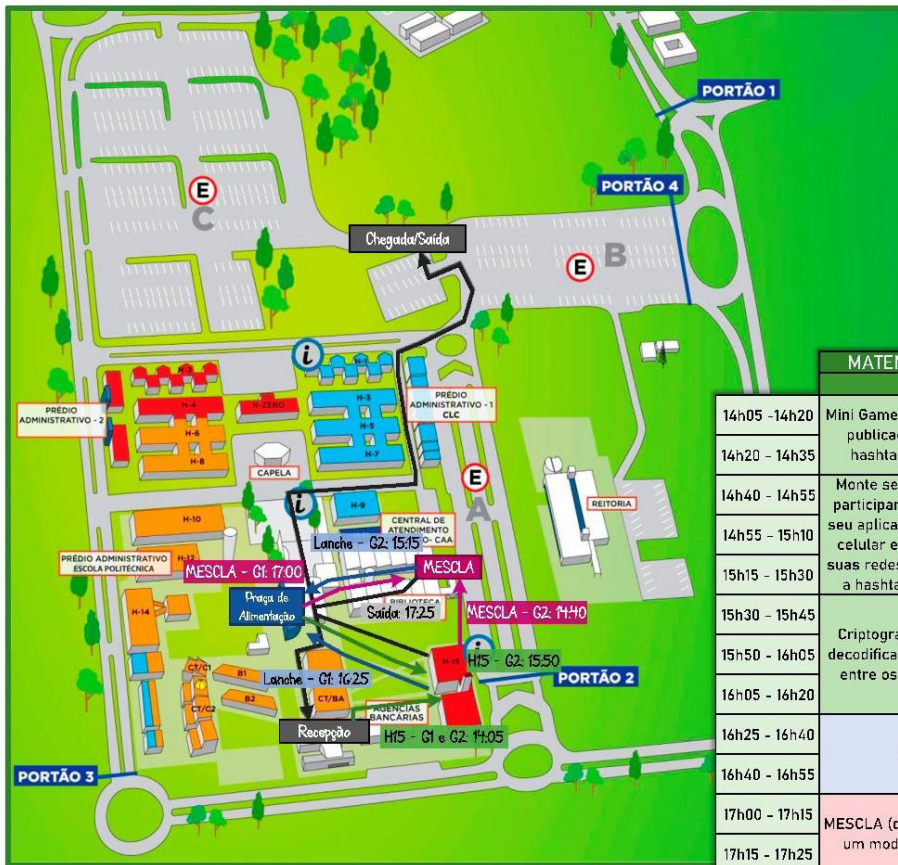 PORTÃO 1
PORTÃO 4
E
C
Chegada/Saída
E B
i
H-1
H-2
H-3
H-4
H-ZERO
PRÉDIO
ADMINISTRATIVO - 2
PRÉDIO
ADMINISTRATIVO - 1
CLC
H-5
H-6
H-7
H-8
CAPELA
E
A
REITORIA
i
H-9
H-10
CENTRAL DE
ATENDIMENTO
CAA
Lanche - G2: 15:15
PRÉDIO ADMINISTRATIVO
ESCOLA POLITÉCNICA
H-12
MESCLA - G1: 17:00
MESCLA
Praça de
Alimentação
BIBLIOTECA
Saída: 17:25
MESCLA - G2: 14:40
H-14
i
H15 - G2: 15:50
H-15
CT/C1
B1
Lanche - G1: 16:25
CT/BA
PORTÃO 2
CT/C2
B2
AGÊNCIAS
BANCÁRIAS
Recepção
H15 - G1 e G2: 14:05
PORTÃO 3
MATEM
14h05 - 14h20
Mini Game
publica
hashta
14h20 - 14h35
14h40 - 14h55
Monte se
participar
seu aplica
celular e
suas redes
a hashta
14h55 - 15h10
15h15 - 15h30
15h30 - 15h45
Criptogra
decodifica
entre os
15h50 - 16h05
16h05 - 16h20
16h25 - 16h40
16h40 - 16h55
17h00 - 17h15
MESCLA (c
um mod
17h15 - 17h25